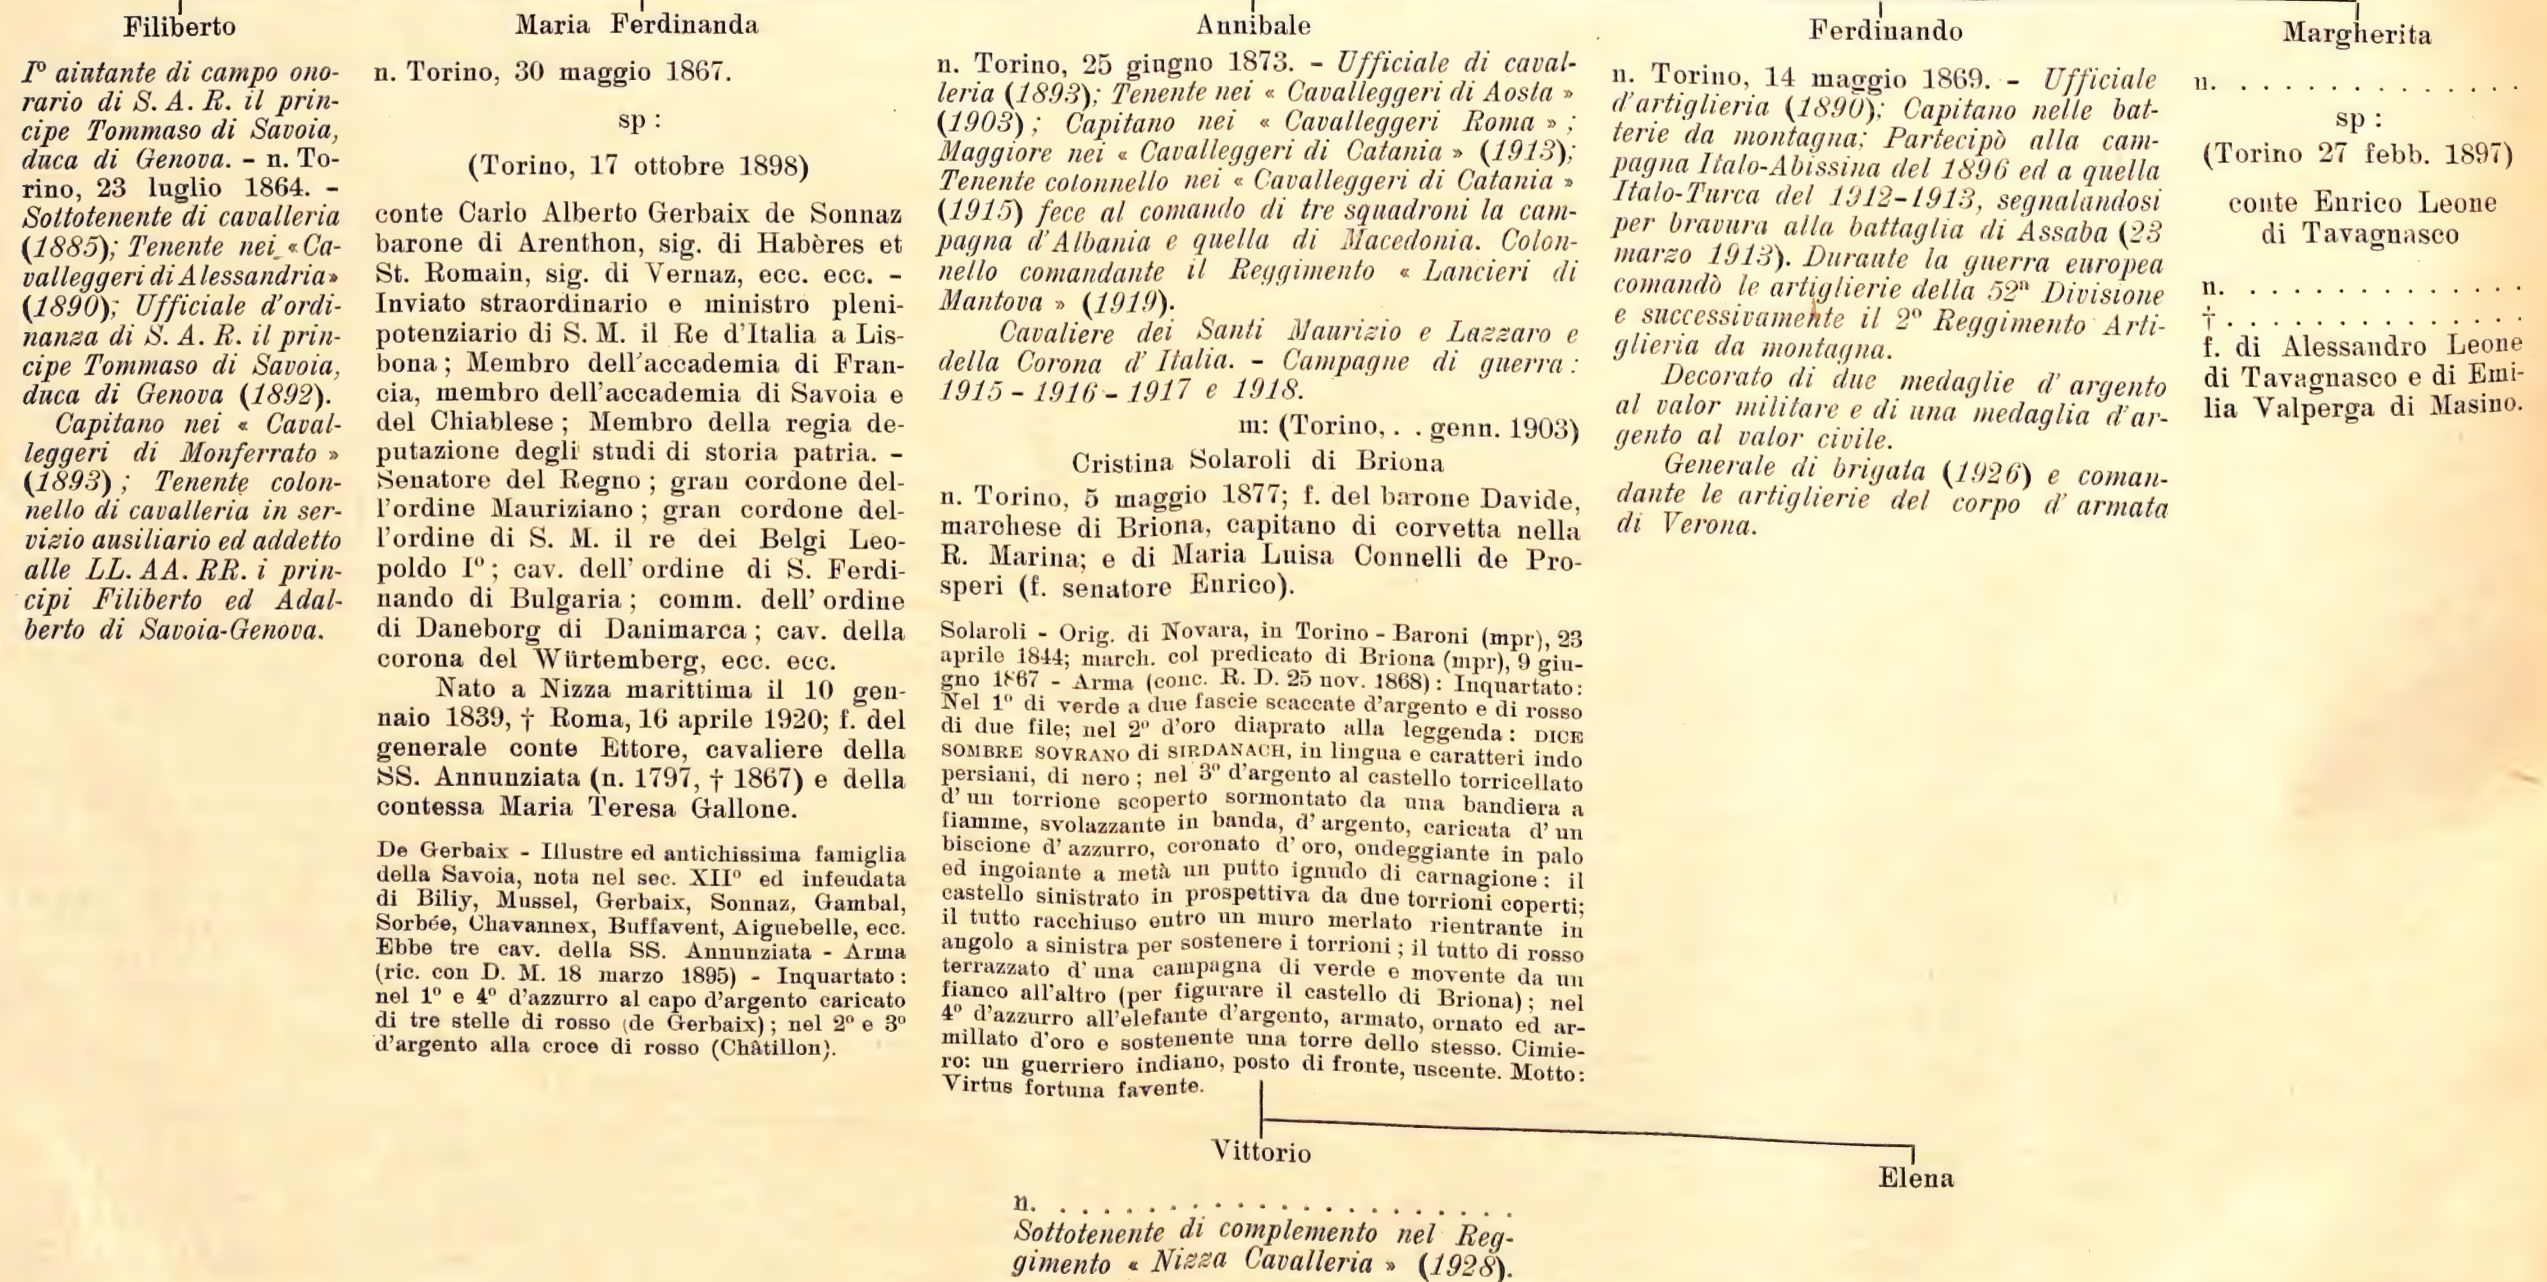 Filiberto
I° aiutante di campo ono-
rario di S. A. R. il prin-
cipe Tommaso di Savoia,
duca di Genova. - n. To-
rino, 23 luglio 1864. -
Sottotenente di cavalleria
(1885); Tenente nei « Ca-
valleggeri di Alessandria»
(1890); Ufficiale d'ordi-
nanza di S. A. R. il prin-
cipe Tommaso di Savoia,
duca di Genova (1892).
Capitano nei « Caval-
leggeri di Monferrato »
(1893); Tenente colon-
nello di cavalleria in ser-
vizio ausiliario ed addetto
alle LL. AA. RR. i prin-
cipi Filiberto ed Adal-
berto di Savoia-Genova.
Maria Ferdinanda
n. Torino, 30 maggio 1867.
sp :
(Torino, 17 ottobre 1898)
conte Carlo Alberto Gerbaix de Sonnaz
barone di Arenthon, sig. di Habères et
St. Romain, sig. di Vernaz, ecc. ecc. -
Inviato straordinario e ministro pleni-
potenziario di S. M. il Re d'Italia a Lis-
bona ; Membro dell'accademia di Fran-
cia, membro dell'accademia di Savoia e
del Chiablese ; Membro della regia de-
putazione degli studi di storia patria. -
Senatore del Regno ; gran cordone del-
l'ordine Mauriziano ; gran cordone del-
l'ordine di S. M. il re dei Belgi Leo-
poldo I° ; cav. dell' ordine di S. Ferdi-
nando di Bulgaria ; comm. dell' ordine
di Daneborg di Danimarca ; cav. della
corona del Würtemberg, ecc. ecc.
Nato a Nizza marittima il 10 gen-
naio 1839, † Roma, 16 aprile 1920; f. del
generale conte Ettore, cavaliere della
SS. Annunziata (n. 1797, † 1867) e della
contessa Maria Teresa Gallone.
De Gerbaix - Illustre ed antichissima famiglia
della Savoia, nota nel sec. XII° ed infeudata
di Biliy, Mussel, Gerbaix, Sonnaz, Gambal,
Sorbée, Chavannex, Buffavent, Aiguebelle, ecc.
Ebbe tre cav. della SS. Annunziata - Arma
(ric. con D. M. 18 marzo 1895) - Inquartato :
nel 1° e 4° d'azzurro al capo d'argento caricato
di tre stelle di rosso (de Gerbaix) ; nel 2° e 3°
d'argento alla croce di rosso (Châtillon).
Annibale
n. Torino, 25 giugno 1873. - Ufficiale di caval-
leria (1893); Tenente nei « Cavalleggeri di Aosta »
(1903) ; Capitano nei « Cavalleggeri Roma » ;
Maggiore nei « Cavalleggeri di Catania » (1913);
Tenente colonnello nei « Cavalleggeri di Catania »
(1915) fece al comando di tre squadroni la cam-
pagna d'Albania e quella di Macedonia. Colon-
nello comandante il Reggimento « Lancieri di
Mantova » (1919).
Cavaliere dei Santi Maurizio e Lazzaro e
della Corona d' Italia. - Campagne di guerra :
1915 - 1916 - 1917 e 1918.
m: (Torino, . . genn. 1903)
Cristina Solaroli di Briona
n. Torino, 5 maggio 1877; f. del barone Davide,
marchese di Briona, capitano di corvetta nella
R. Marina; e di Maria Luisa Connelli de Pro-
speri (f. senatore Enrico).
Solaroli - Orig. di Novara, in Torino - Baroni (mpr), 23
aprile 1844; march. col predicato di Briona (mpr), 9 giu-
gno 1867 - Arma (conc. R. D. 25 nov. 1868) : Inquartato :
Nel 1° di verde a due fascie scaccate d'argento e di rosso
di due file; nel 2° d'oro diaprato alla leggenda : DICE
SOMBRE SOVRANO di SIRDANACH, in lingua e caratteri indo
persiani, di nero ; nel 3° d'argento al castello torricellato
d' un torrione scoperto sormontato da una bandiera a
fiamme, svolazzante in banda, d' argento, caricata d' un
biscione d' azzurro, coronato d' oro, ondeggiante in palo
ed ingoiante a metà un putto ignudo di carnagione : il
castello sinistrato in prospettiva da due torrioni coperti;
il tutto racchiuso entro un muro merlato rientrante in
angolo a sinistra per sostenere i torrioni ; il tutto di rosso
terrazzato d' una campagna di verde e movente da un
fianco all'altro (per figurare il castello di Briona) ; nel
4° d'azzurro all'elefante d'argento, armato, ornato ed ar-
millato d'oro e sostenente una torre dello stesso. Cimie-
ro: un guerriero indiano, posto di fronte, uscente. Motto:
Virtus fortuna favente.
Ferdinando
n. Torino, 14 maggio 1869. - Ufficiale
d'artiglieria (1890); Capitano nelle bat-
terie da montagna; Partecipò alla cam-
pagna Italo-Abissina del 1896 ed a quella
Italo-Turca del 1912-1913, segnalandosi
per bravura alla battaglia di Assaba (23
marzo 1913). Durante la guerra europea
comandò le artiglierie della 52ª Divisione
e successivamente il 2° Reggimento Arti-
glieria da montagna.
Decorato di due medaglie d' argento
al valor militare e di una medaglia d'ar-
gento al valor civile.
Generale di brigata (1926) e coman-
dante le artiglierie del corpo d' armata
di Verona.
Margherita
n. . . . . . . . . . . . . .
sp :
(Torino 27 febb. 1897)
conte Enrico Leone
di Tavagnasco
n. . . . . . . . . . . . . .
† . . . . . . . . . . . . . .
f. di Alessandro Leone
di Tavagnasco e di Emi-
lia Valperga di Masino.
Vittorio
n. . . . . . . . . . . . . . . . . . . . .
Sottotenente di complemento nel Reg-
gimento « Nizza Cavalleria » (1928).
Elena